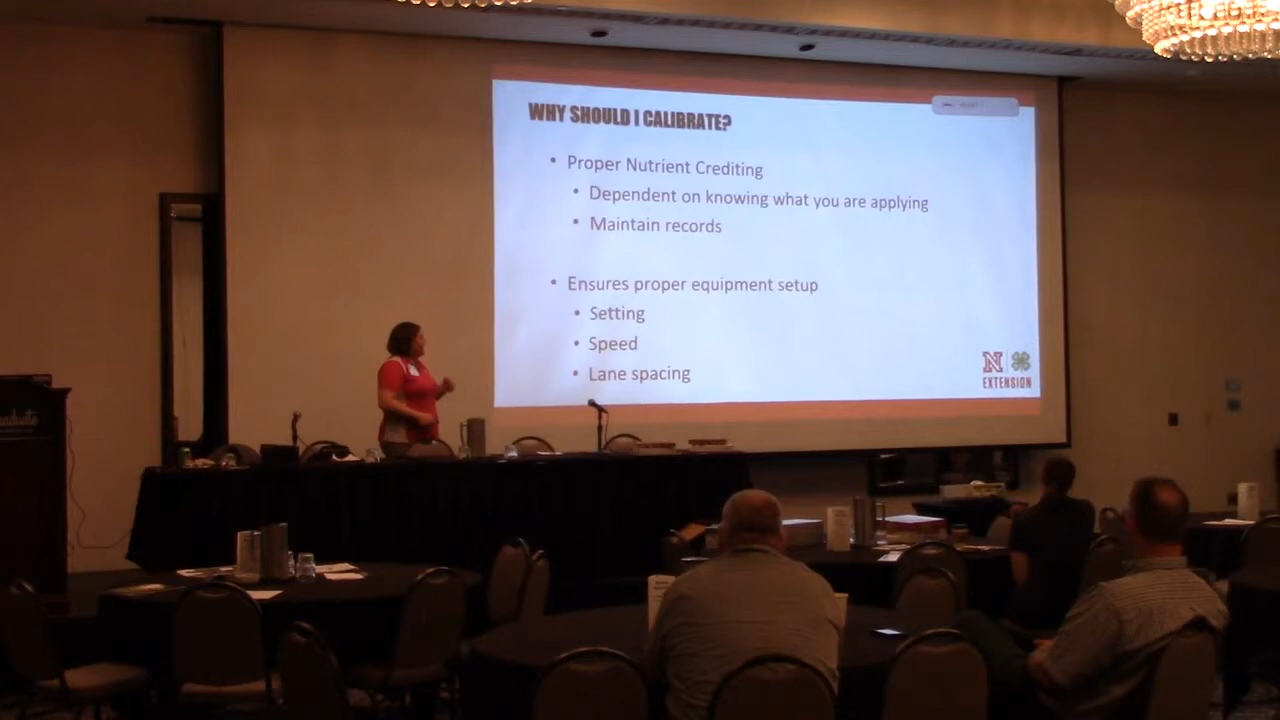 WHY SHOULD I CALIBRATE?
• Proper Nutrient Crediting
• Dependent on knowing what you are applying
• Maintain records
• Ensures proper equipment setup
• Setting
• Speed
• Lane spacing
N
EXTENSION